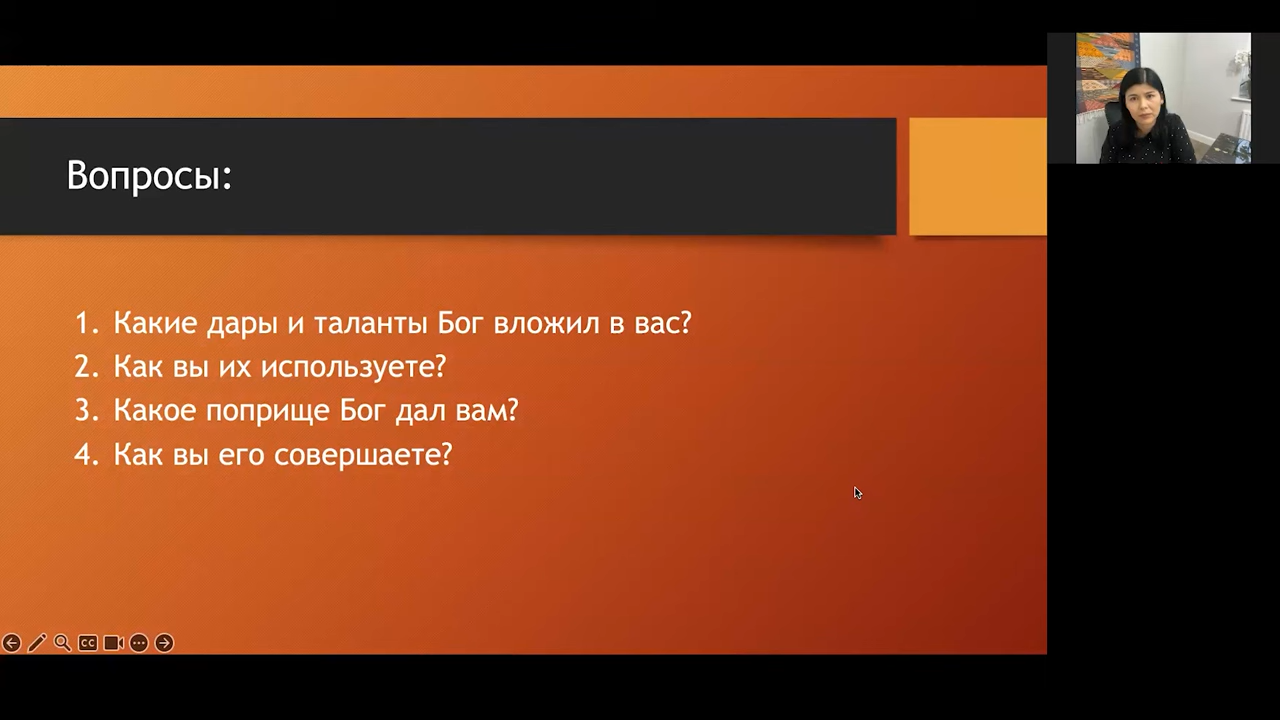 Вопросы:
1. Какие дары и таланты Бог вложил в вас?
2. Как вы их используете?
3. Какое поприще Бог дал вам?
4. Как вы его совершаете?
CC